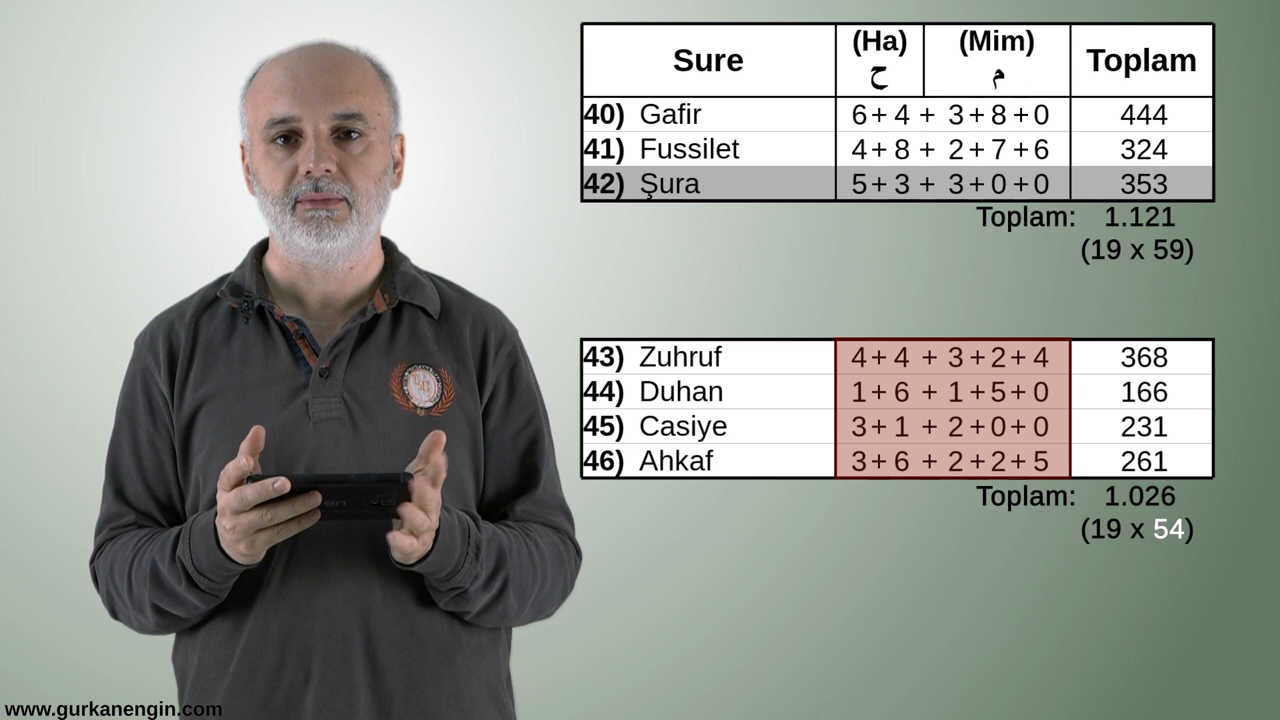 Sure (Ha) (Mim) Toplam
ح م
40) Gafir 6+4 + 3+8+0 444
41) Fussilet 4+8 + 2+7+6 324
42) Şura 5+3 + 3+0+0 353
Toplam: 1.121
(19 x 59)
43) Zuhruf 4+4 + 3+2+4 368
44) Duhan 1+6 + 1+5+0 166
45) Casiye 3+1 + 2+0+0 231
46) Ahkaf 3+6 + 2+2+5 261
Toplam: 1.026
(19 x 54)
www.gurkanengin.com